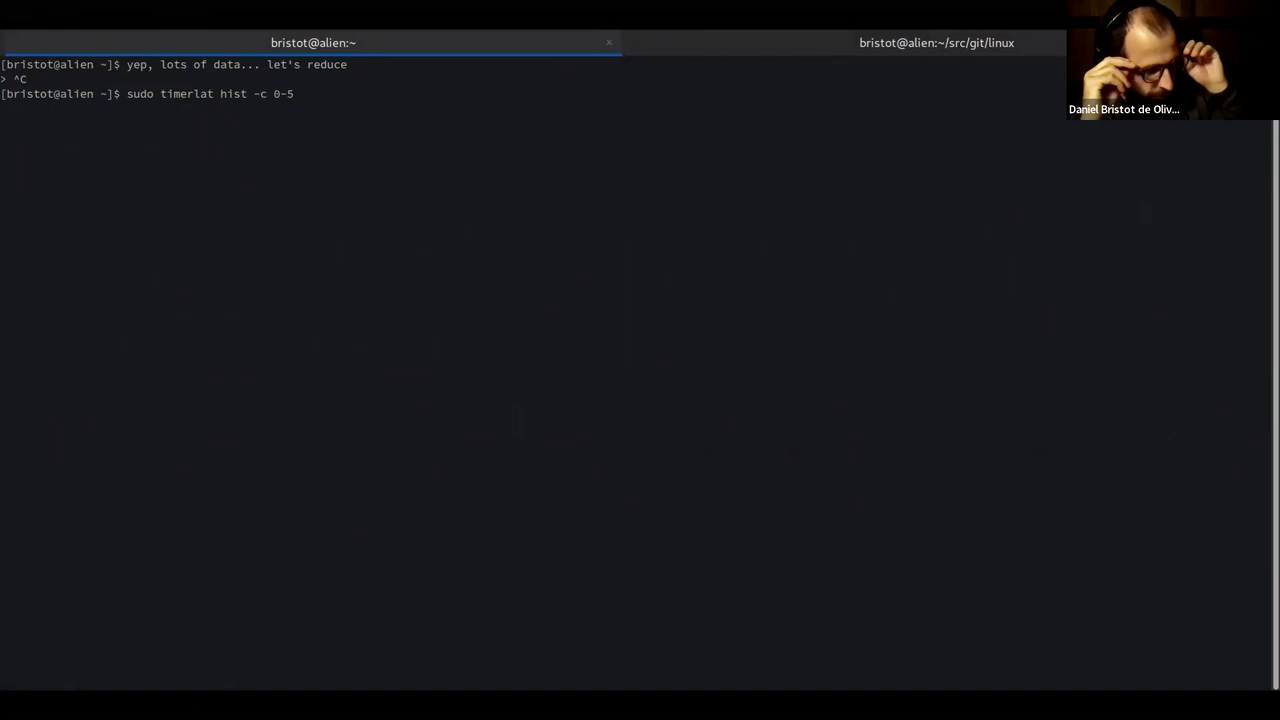 bristot@alien:~
×
bristot@alien:~/src/git/linux
[bristot@alien ~]$ yep, lots of data... let's reduce
> ^C
[bristot@alien ~]$ sudo timerlat hist -c 0-5
Daniel Bristot de Oliv...